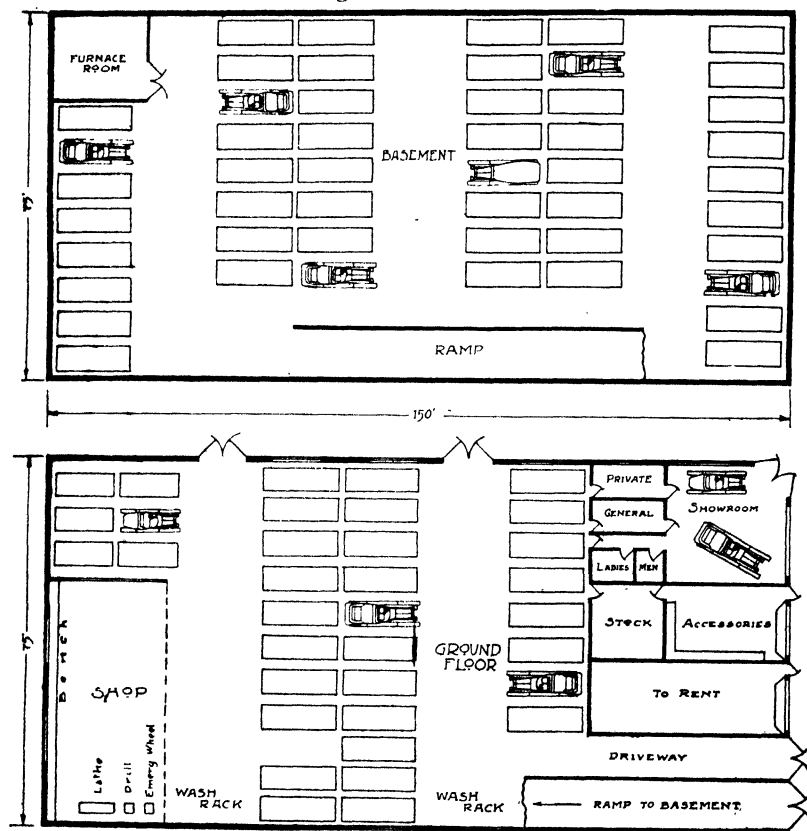 FURNACE
ROOM
BASEMENT
75'
RAMP
150'
PRIVATE
GENERAL
SHOWROOM
LADIES
MEN
STOCK
ACCESSORIES
GROUND
FLOOR
75'
Bench
SHOP
TO RENT
DRIVEWAY
Lathe
Drill
Emery Wheel
WASH
RACK
WASH
RACK
RAMP TO BASEMENT